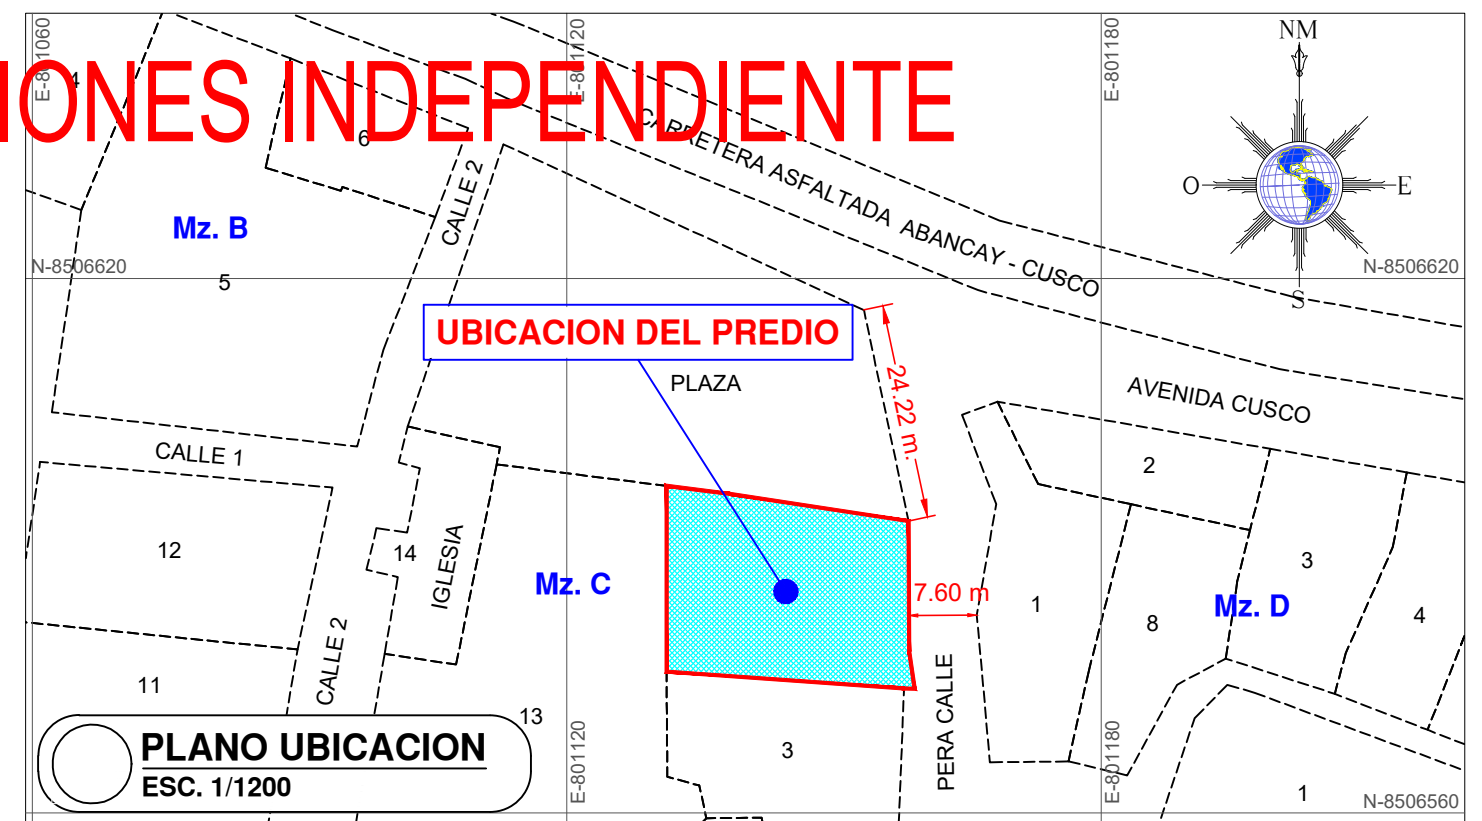 E-801060
E-801120
E-801180
NM
IONES INDEPENDIENTE
4
6
CARRETERA ASFALTADA ABANCAY - CUSCO
CALLE 2
O
E
Mz. B
N-8506620
N-8506620
5
S
UBICACION DEL PREDIO
PLAZA
24.22 m.
AVENIDA CUSCO
CALLE 1
2
12
14
IGLESIA
3
Mz. C
7.60 m
1
Mz. D
8
4
CALLE 2
11
13
PERA CALLE
3
PLANO UBICACION
ESC. 1/1200
E-801120
E-801180
1
N-8506560